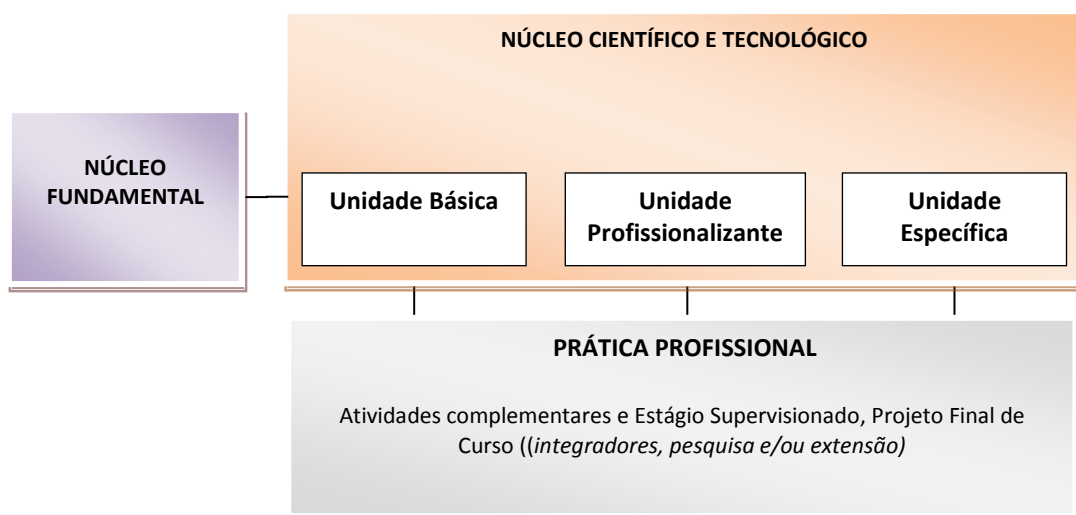 NÚCLEO CIENTÍFICO E TECNOLÓGICO
NÚCLEO
FUNDAMENTAL
Unidade Básica
Unidade
Profissionalizante
Unidade
Específica
PRÁTICA PROFISSIONAL
Atividades complementares e Estágio Supervisionado, Projeto Final de
Curso ((integradores, pesquisa e/ou extensão)